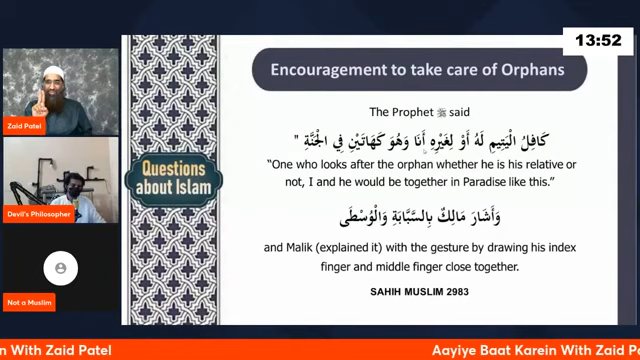 13:52
Encouragement to take care of Orphans
The Prophet ﷺ said
كَافِلُ الْيَتِيمِ لَهُ أَوْ لِغَيْرِهِ أَنَا وَهُوَ كَهَاتَيْنِ فِي الْجَنَّةِ "
"One who looks after the orphan whether he is his relative or
not, I and he would be together in Paradise like this."
وَأَشَارَ مَالِكٌ بِالسَّبَّابَةِ وَالْوُسْطَى
and Malik (explained it) with the gesture by drawing his index
finger and middle finger close together.
SAHIH MUSLIM 2983
Questions
about Islam
Zaid Patel
Devil's Philosopher
Not a Muslim
n With Zaid Patel
Aayiye Baat Karein With Zaid Pa